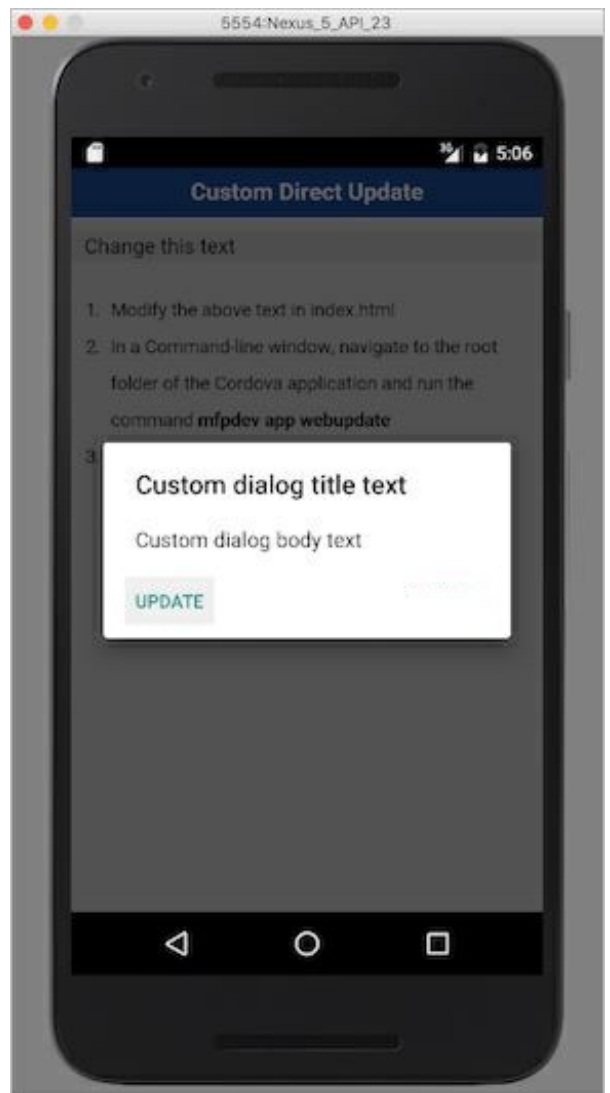 5554:Nexus_5_API_23
3G 5:06
Custom Direct Update
Change this text
1. Modify the above text in index.html
2. In a Command-line window, navigate to the root
folder of the Cordova application and run the
command mfpdev app webupdate
3.
Custom dialog title text
Custom dialog body text
UPDATE